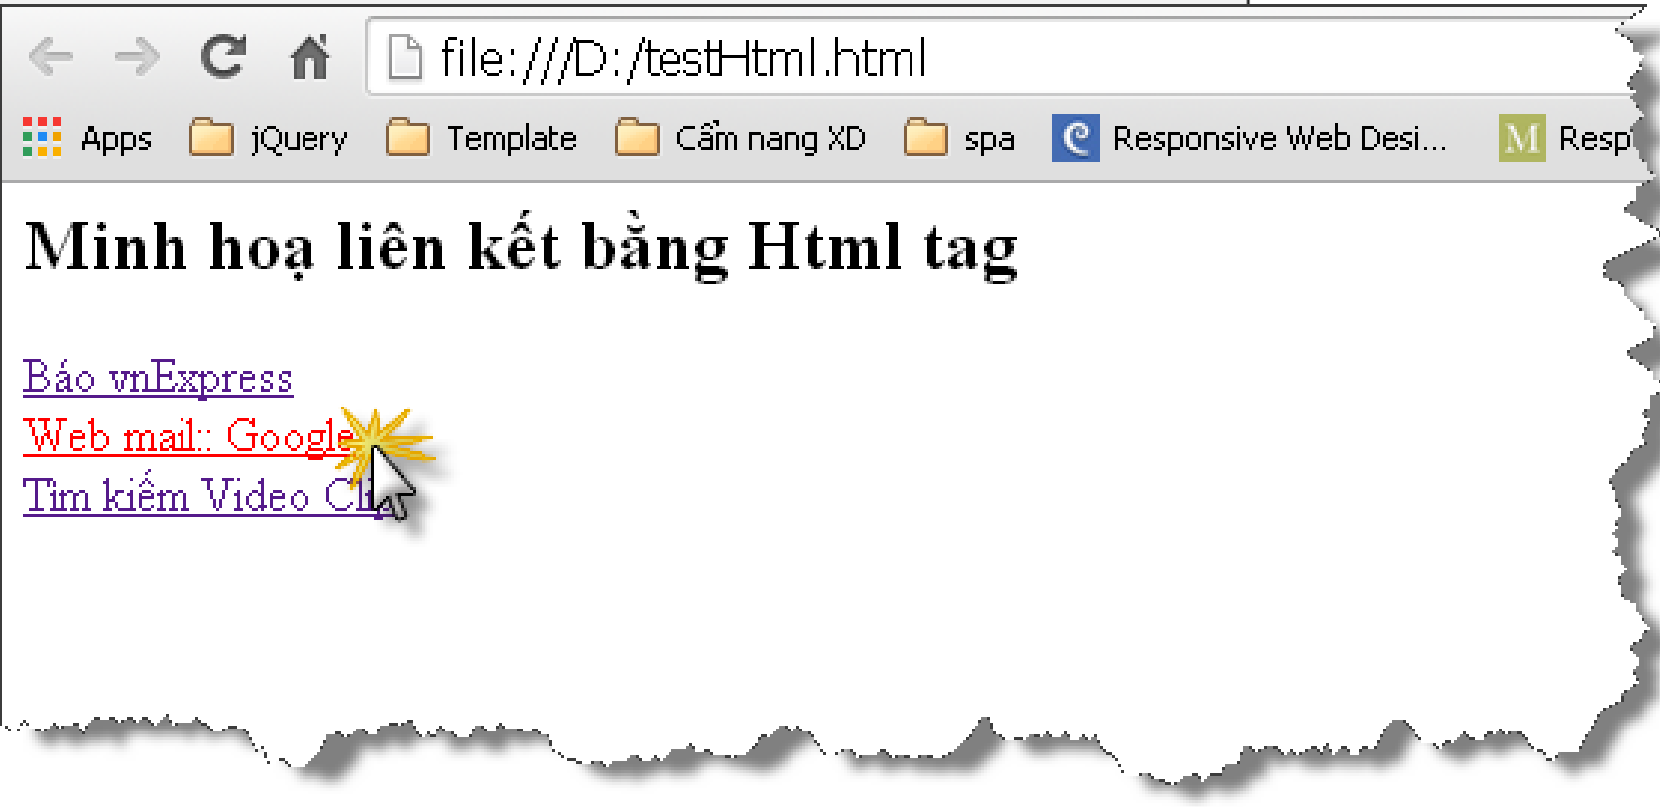 file:///D:/testHtml.html
Apps jQuery Template Cẩm nang XD spa Responsive Web Desi... M Resp
Minh hoạ liên kết bằng Html tag
Báo vnExpress
Web mail:: Google
Tìm kiếm Video Clip